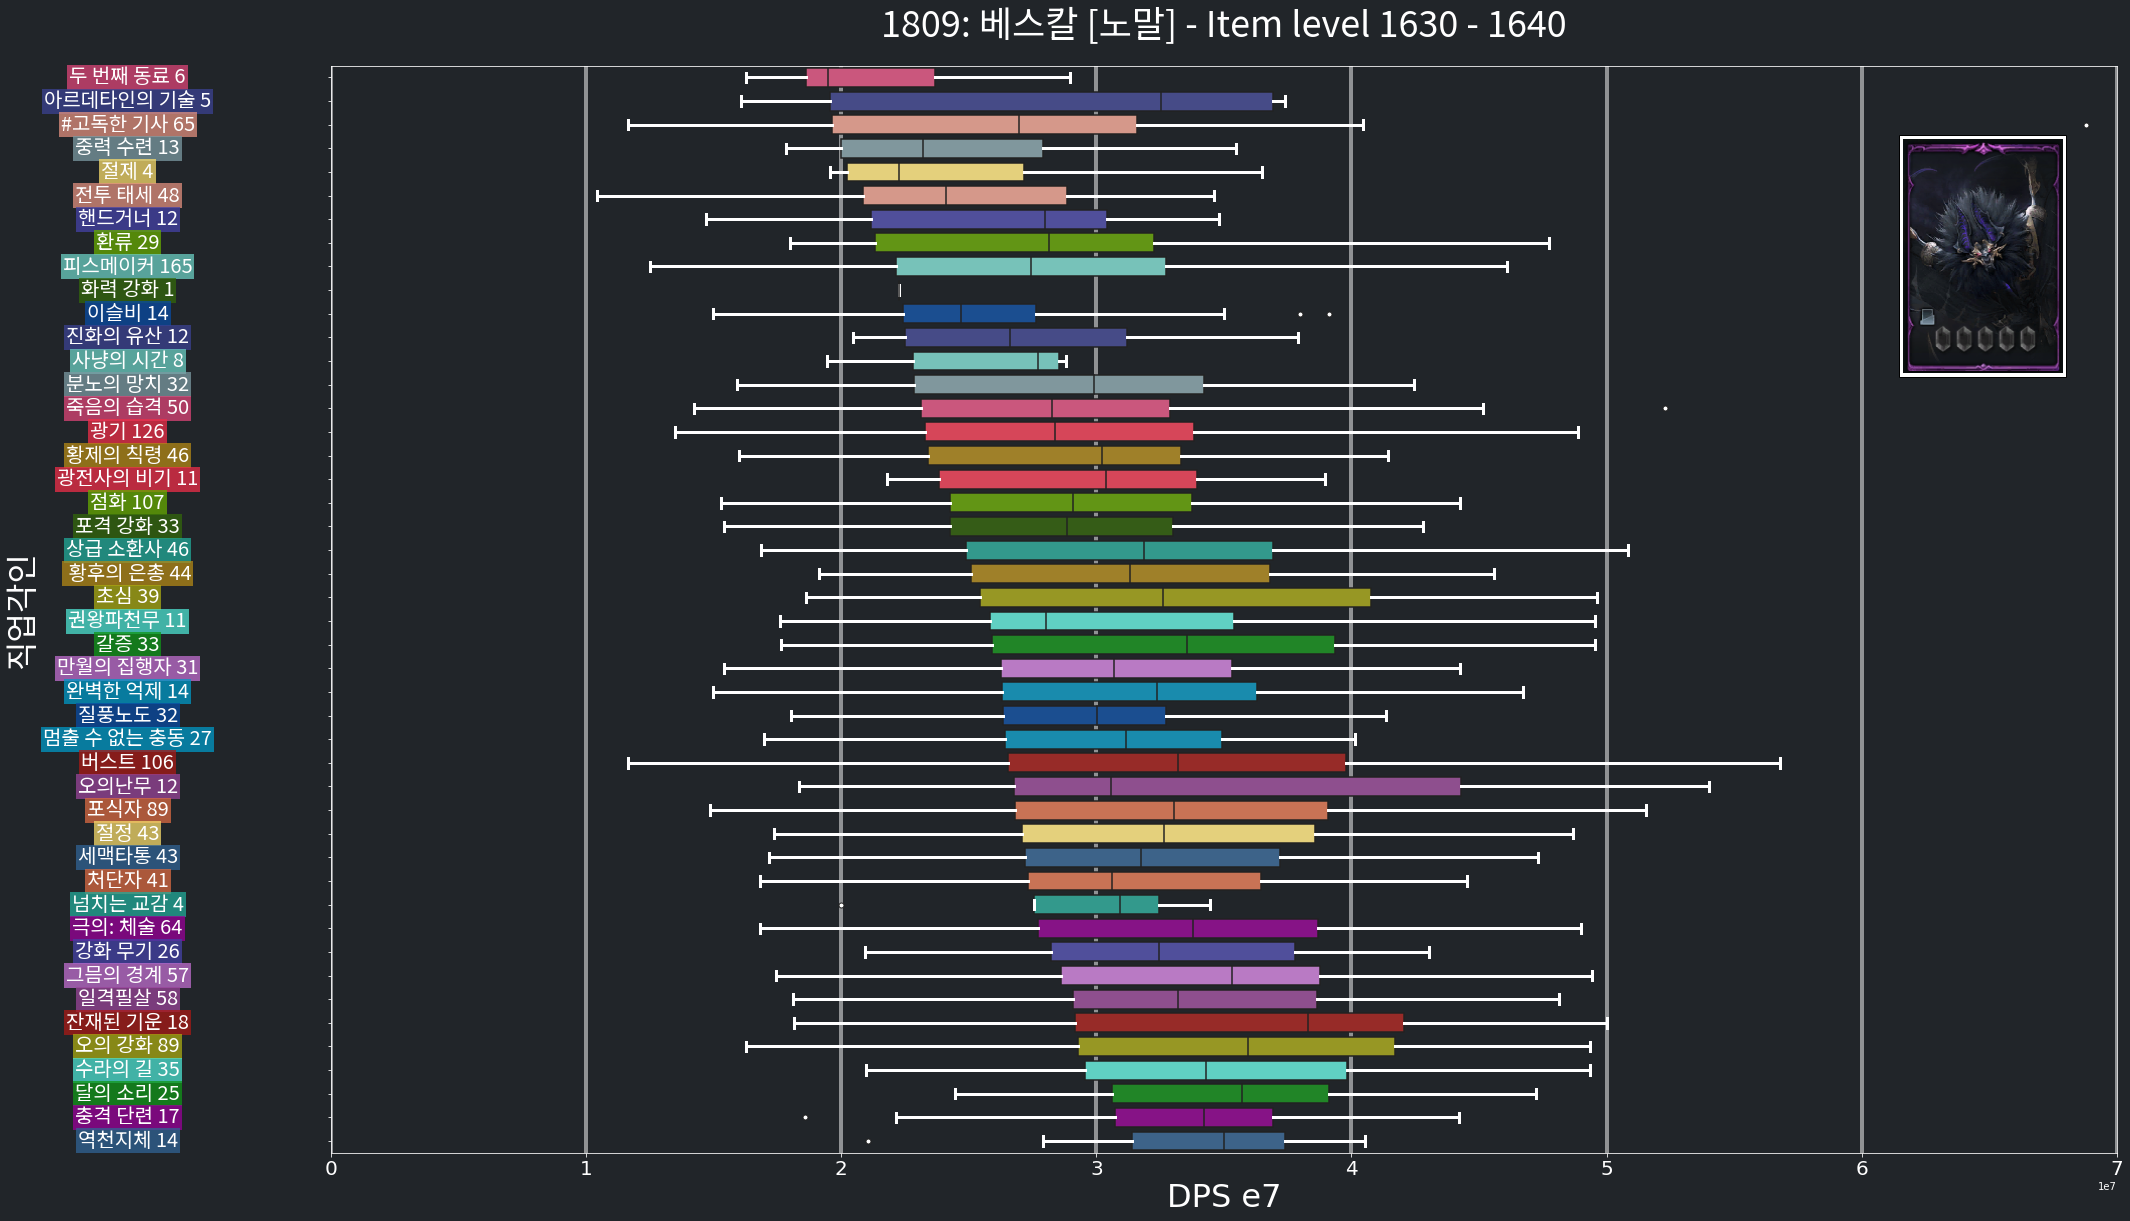 1809: 베스칼 [노말] - Item level 1630 - 1640
두 번째 동료 6
아르데타인의 기술 5
#고독한 기사 65
중력 수련 13
절제 4
전투 태세 48
핸드거너 12
환류 29
피스메이커 165
화력 강화 1
이슬비 14
진화의 유산 12
사냥의 시간 8
분노의 망치 32
죽음의 습격 50
광기 126
황제의 칙령 46
광전사의 비기 11
점화 107
포격 강화 33
상급 소환사 46
황후의 은총 44
초심 39
권왕파천무 11
갈증 33
만월의 집행자 31
완벽한 억제 14
질풍노도 32
멈출 수 없는 충동 27
버스트 106
오의난무 12
포식자 89
절정 43
세맥타통 43
처단자 41
넘치는 교감 4
극의: 체술 64
강화 무기 26
그믐의 경계 57
일격필살 58
잔재된 기운 18
오의 강화 89
수라의 길 35
달의 소리 25
충격 단련 17
역천지체 14
직업각인
0 1 2 3 4 5 6 7
1e7
DPS e7